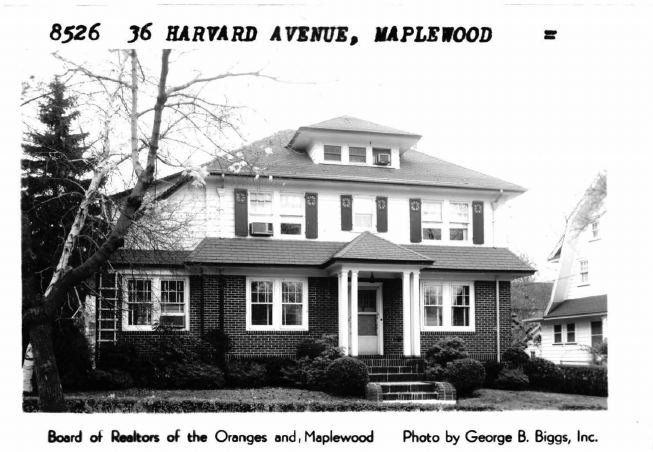 8526 36 HARVARD AVENUE, MAPLEWOOD =
Board of Realtors of the Oranges and, Maplewood Photo by George B. Biggs, Inc.